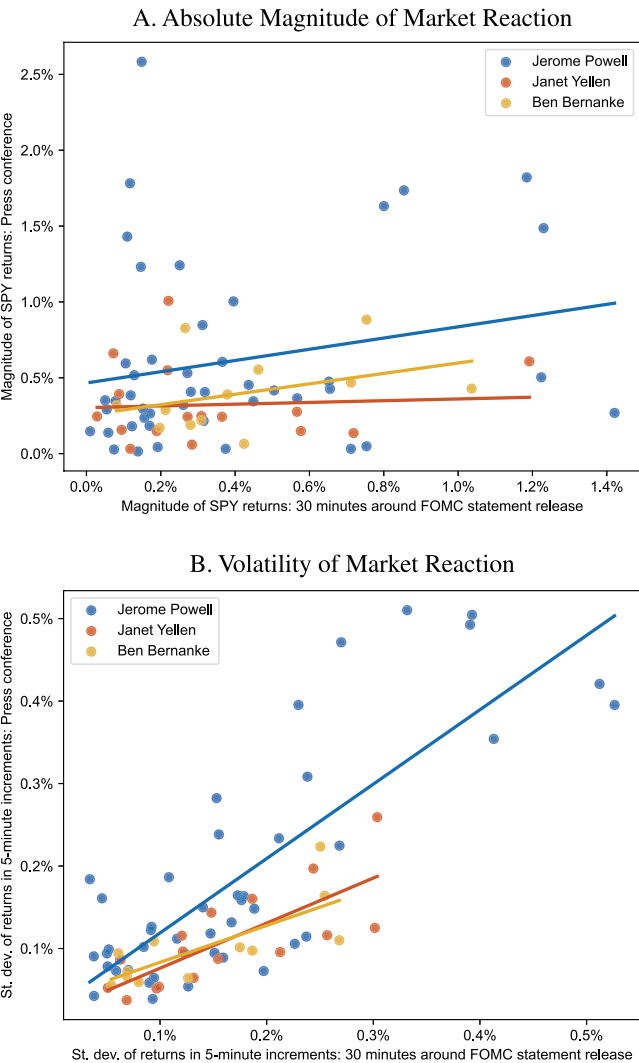 A. Absolute Magnitude of Market Reaction
Magnitude of SPY returns: Press conference
2.5%
2.0%
1.5%
1.0%
0.5%
0.0%
Jerome Powell
Janet Yellen
Ben Bernanke
0.0% 0.2% 0.4% 0.6% 0.8% 1.0% 1.2% 1.4%
Magnitude of SPY returns: 30 minutes around FOMC statement release
B. Volatility of Market Reaction
St. dev. of returns in 5-minute increments: Press conference
0.5%
0.4%
0.3%
0.2%
0.1%
Jerome Powell
Janet Yellen
Ben Bernanke
0.1% 0.2% 0.3% 0.4% 0.5%
St. dev. of returns in 5-minute increments: 30 minutes around FOMC statement release